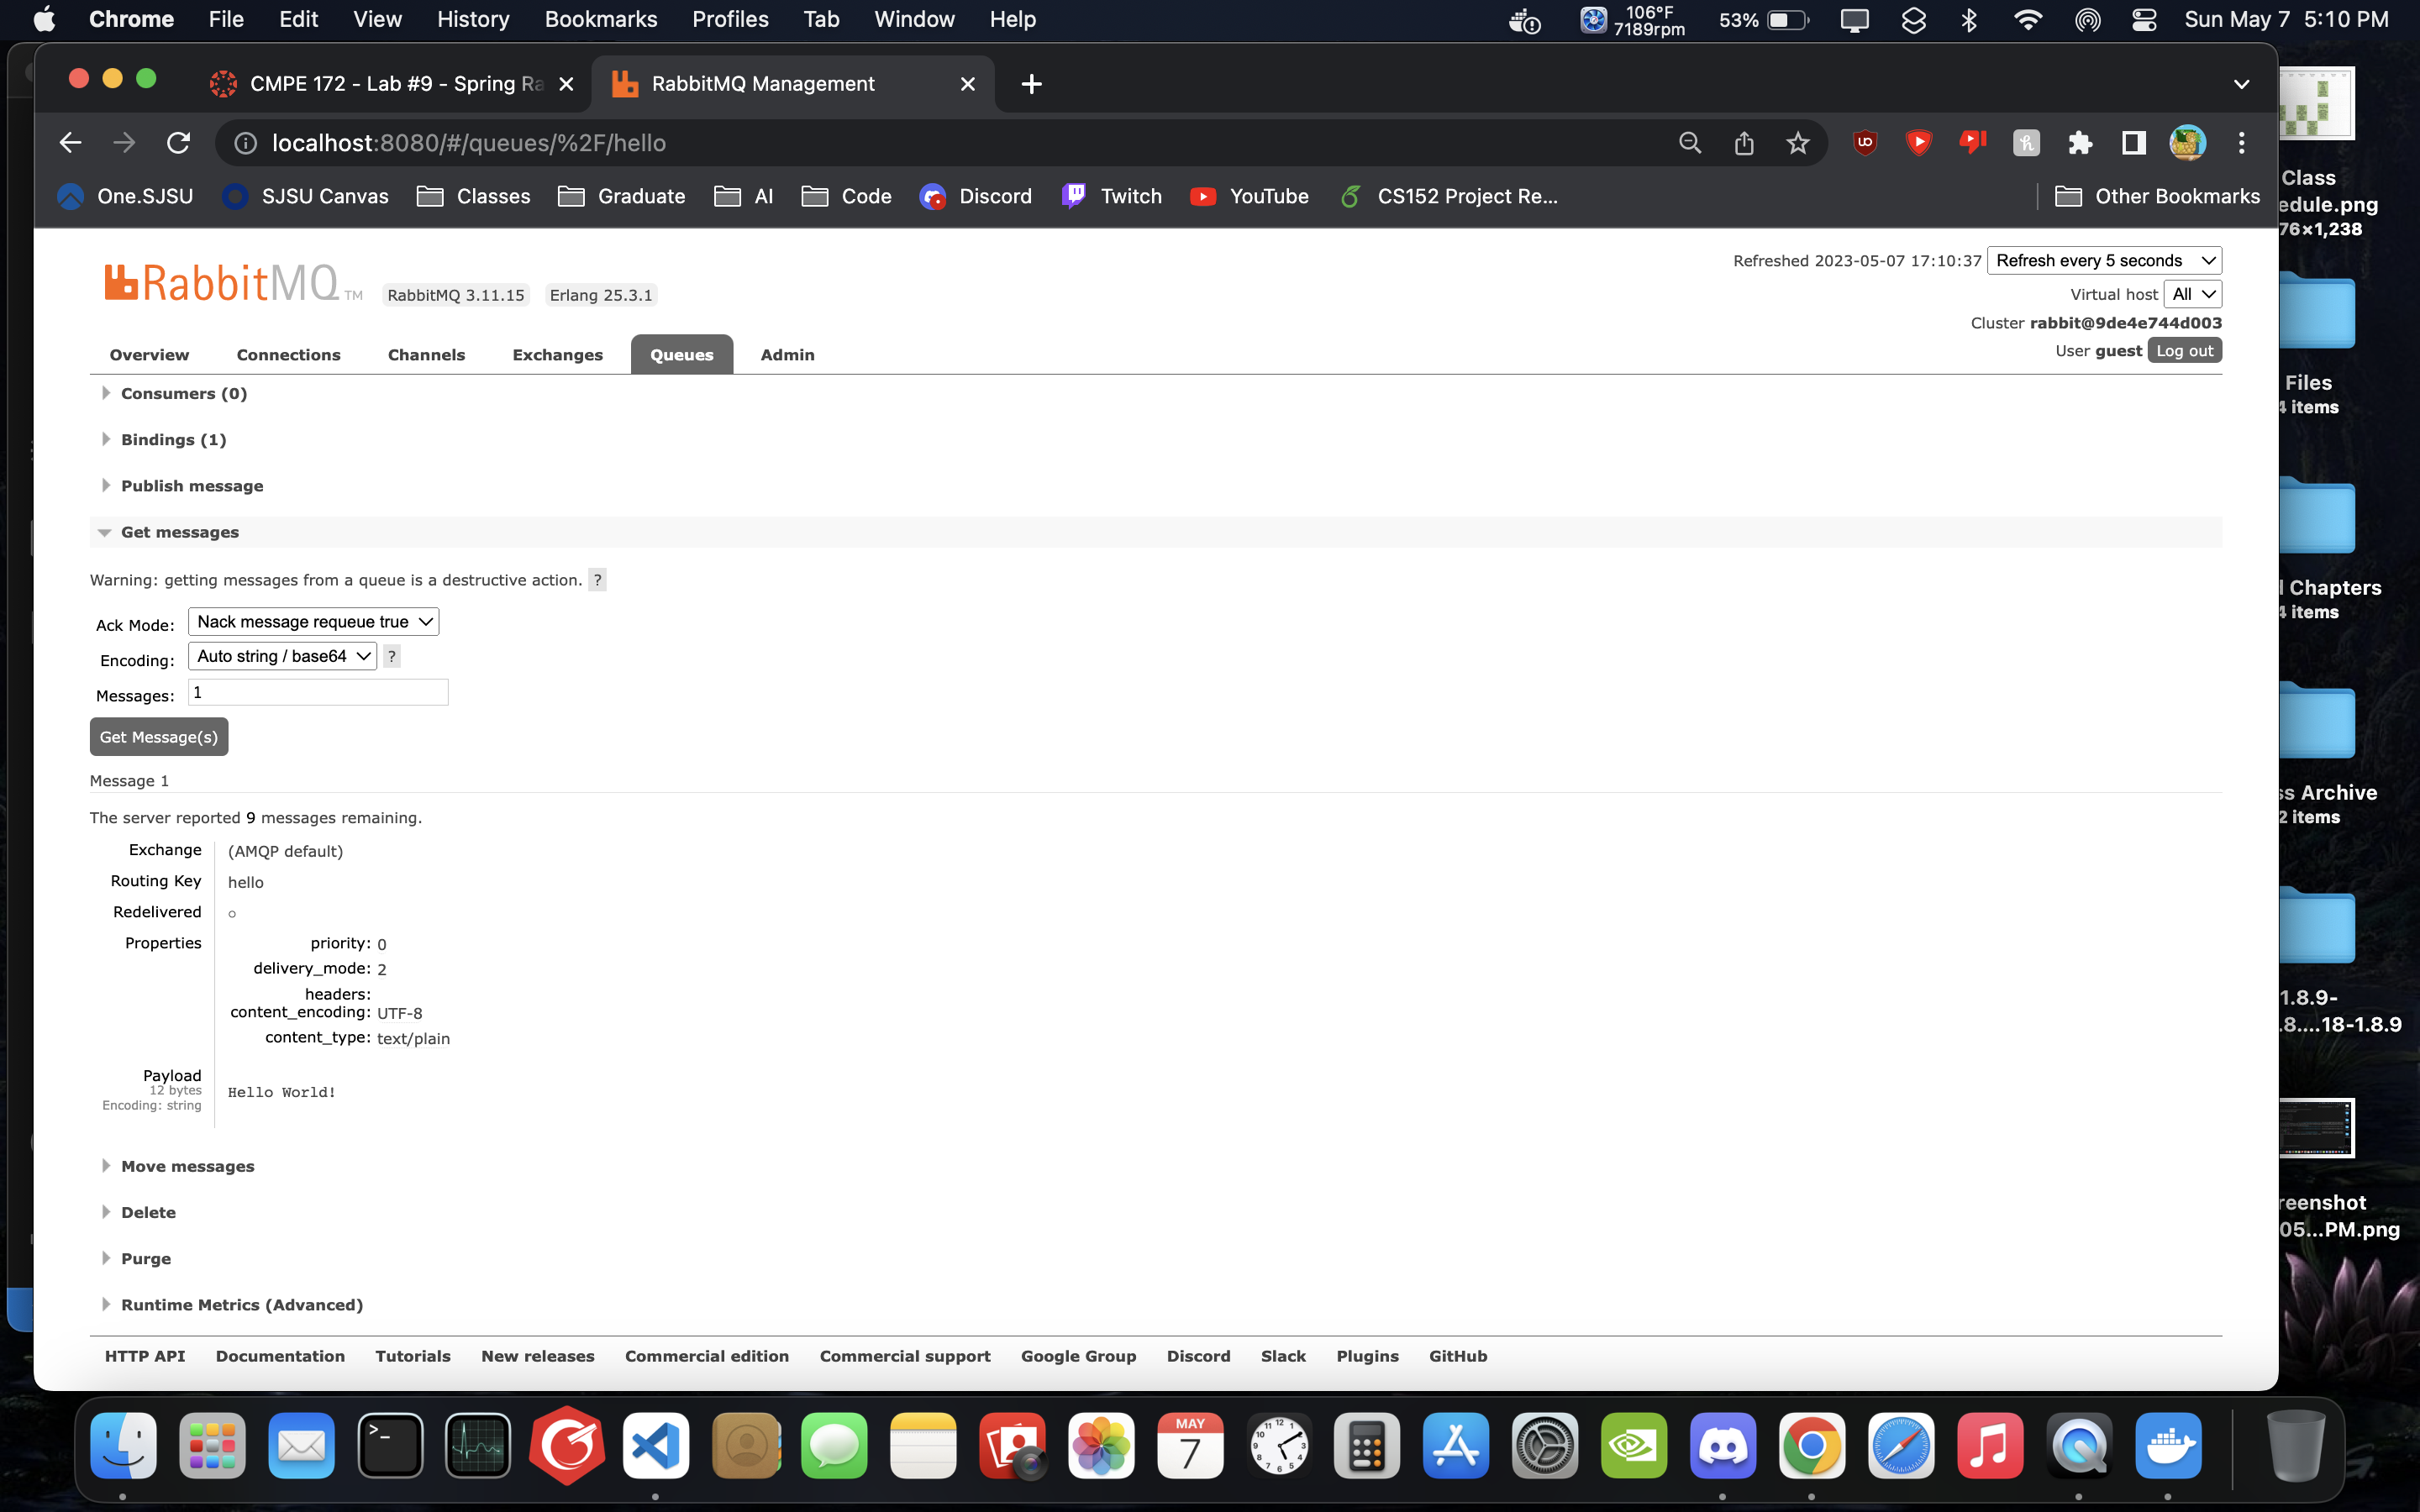 Chrome File Edit View History Bookmarks Profiles Tab Window Help 106°F 7189rpm 53% Sun May 7 5:10 PM
CMPE 172 - Lab #9 - Spring Ra RabbitMQ Management
localhost:8080/#/queues/%2F/hello
One.SJSU SJSU Canvas Classes Graduate AI Code Discord Twitch YouTube CS152 Project Re... Other Bookmarks
RabbitMQ TM RabbitMQ 3.11.15 Erlang 25.3.1
Refreshed 2023-05-07 17:10:37 Refresh every 5 seconds
Virtual host All
Cluster rabbit@9de4e744d003
User guest Log out
Overview Connections Channels Exchanges Queues Admin
Consumers (0)
Bindings (1)
Publish message
Get messages
Warning: getting messages from a queue is a destructive action. ?
Ack Mode: Nack message requeue true
Encoding: Auto string / base64 ?
Messages: 1
Get Message(s)
Message 1
The server reported 9 messages remaining.
Exchange (AMQP default)
Routing Key hello
Redelivered ○
Properties priority: 0
delivery_mode: 2
headers:
content_encoding: UTF-8
content_type: text/plain
Payload
12 bytes
Encoding: string
Hello World!
Move messages
Delete
Purge
Runtime Metrics (Advanced)
HTTP API Documentation Tutorials New releases Commercial edition Commercial support Google Group Discord Slack Plugins GitHub
Class
edule.png
76×1,238
Files
4 items
l Chapters
4 items
ss Archive
2 items
1.8.9-
.8....18-1.8.9
reenshot
05...PM.png
MAY
7